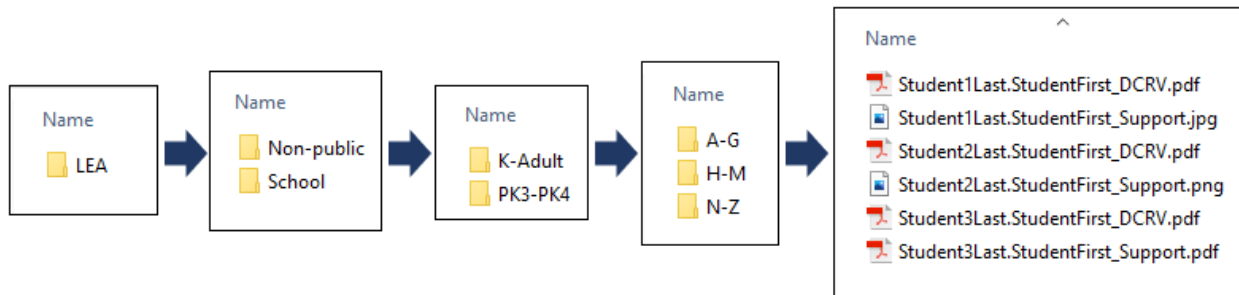 Name
LEA
Name
Non-public
School
Name
K-Adult
PK3-PK4
Name
A-G
H-M
N-Z
Name
Student1Last.StudentFirst_DCRV.pdf
Student1Last.StudentFirst_Support.jpg
Student2Last.StudentFirst_DCRV.pdf
Student2Last.StudentFirst_Support.png
Student3Last.StudentFirst_DCRV.pdf
Student3Last.StudentFirst_Support.pdf